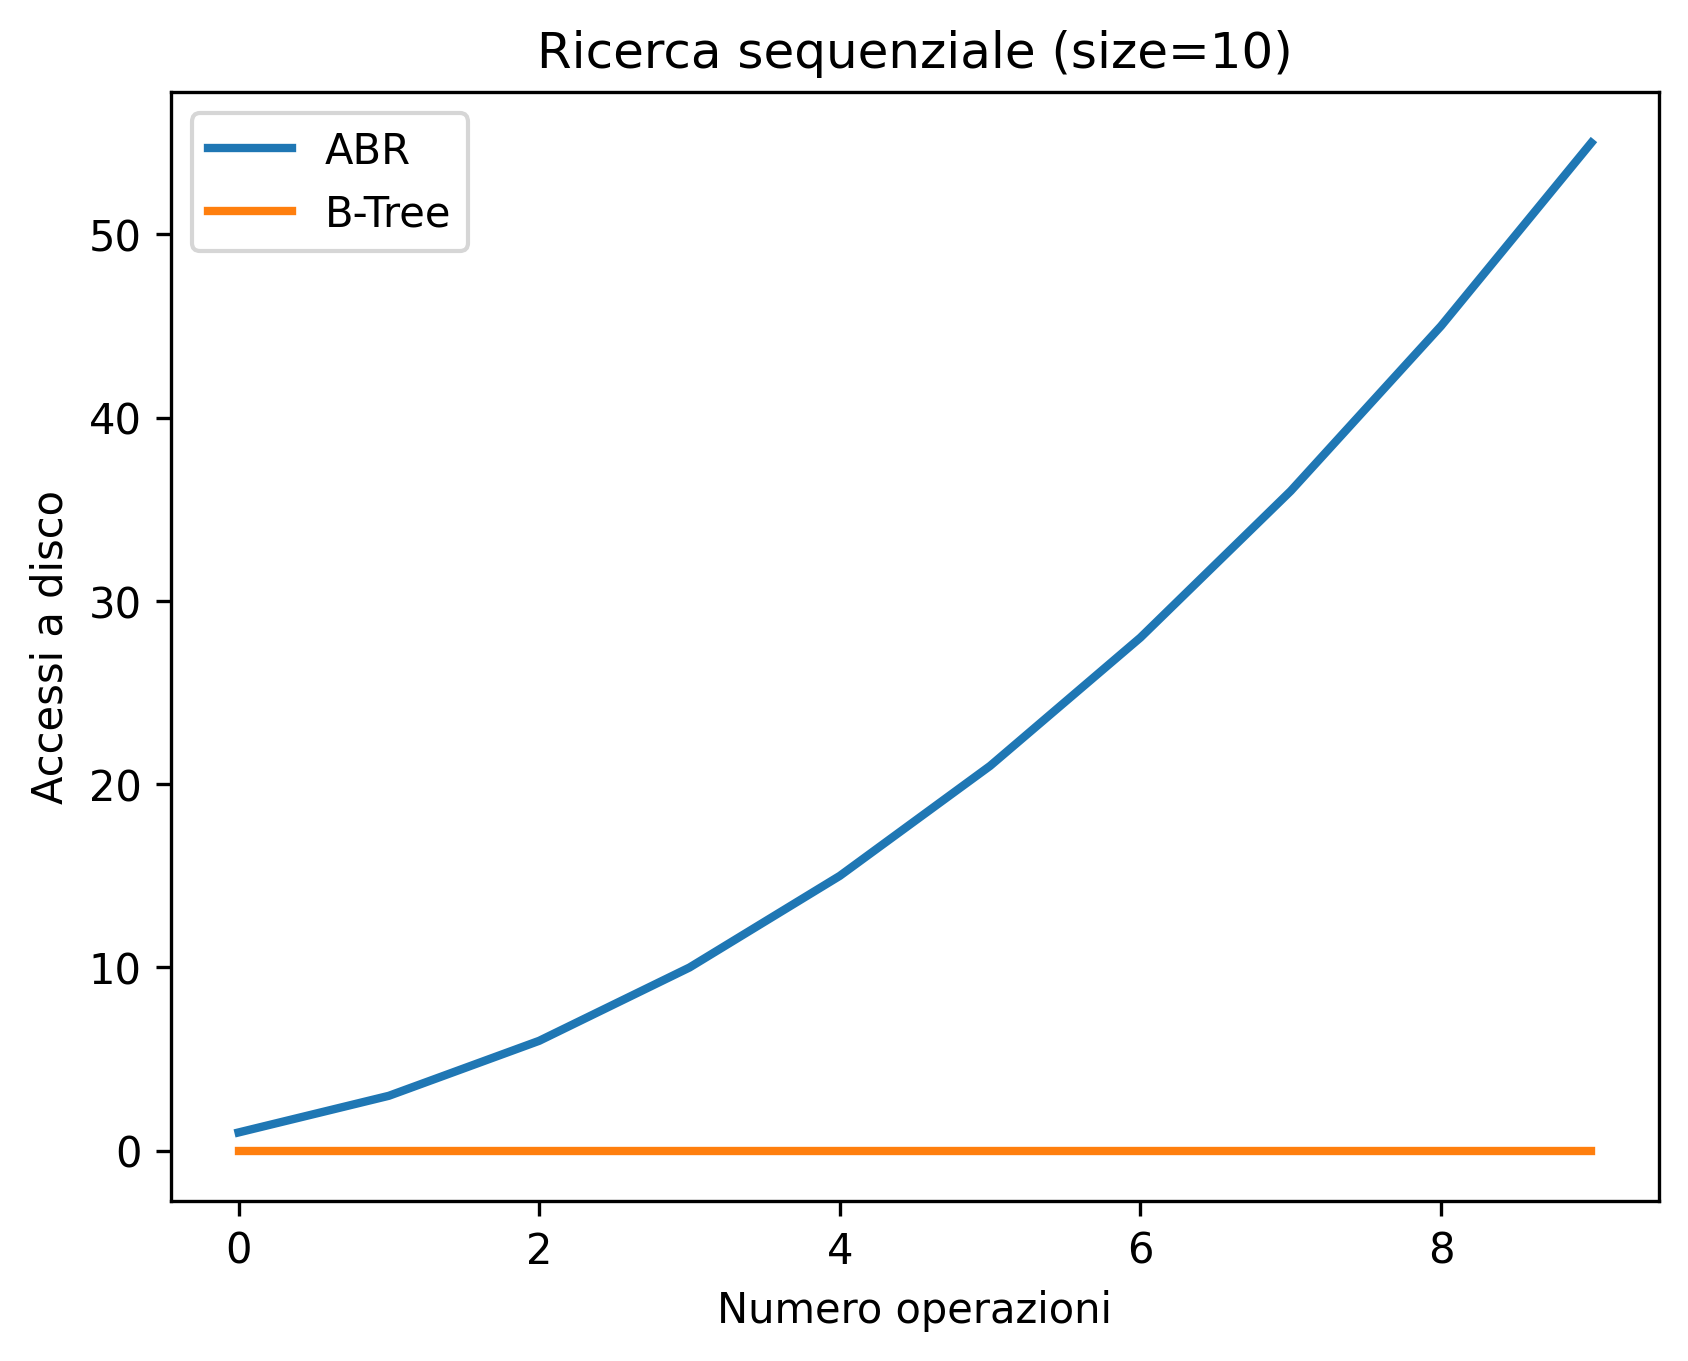 Ricerca sequenziale (size=10)
ABR
B-Tree
Accessi a disco
50
40
30
20
10
0
0 2 4 6 8
Numero operazioni